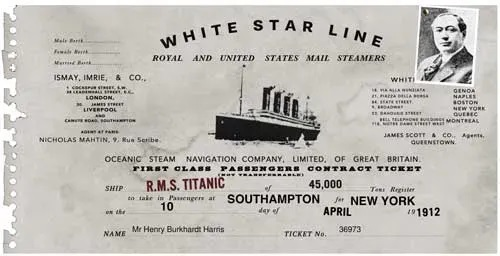 WHITE STAR LINE
ROYAL AND UNITED STATES MAIL STEAMERS
Male Berth
Female Berth
Married Berth
ISMAY, IMRIE, & CO.,
1 COCKSPUR STREET, S.W.
38 LEADENHALL STREET, E.C.,
LONDON,
30, JAMES STREET
LIVERPOOL
AND
CANUTE ROAD, SOUTHAMPTON
AGENT AT PARIS:
NICHOLAS MAHTIN, 9. Rue Scribe.
WHIT
18, VIA ALLA NUNZIATA GENOA
21, PIAZZA DELLA BORSA NAPLES
84, STATE STREET. BOSTON
9, BROADWAY NEW YORK
DAHOUSIE STREET QUEBEC
BELL TELEPHONE BUILDINGS MONTREAL
118, NOTRE DAME STREET WEST
JAMES SCOTT & CO., Agents,
QUEENSTOWN.
OCEANIC STEAM NAVIGATION COMPANY, LIMITED, OF GREAT BRITAIN.
FIRST CLASS PASSENGERS CONTRACT TICKET
(NOT TRANSFERABLE)
SHIP R.M.S. TITANIC of 45,000 Tons Register
to take in Passengers at SOUTHAMPTON for NEW YORK
on the 10 day of APRIL 191912
NAME Mr Henry Burkhardt Harris TICKET No. 36973